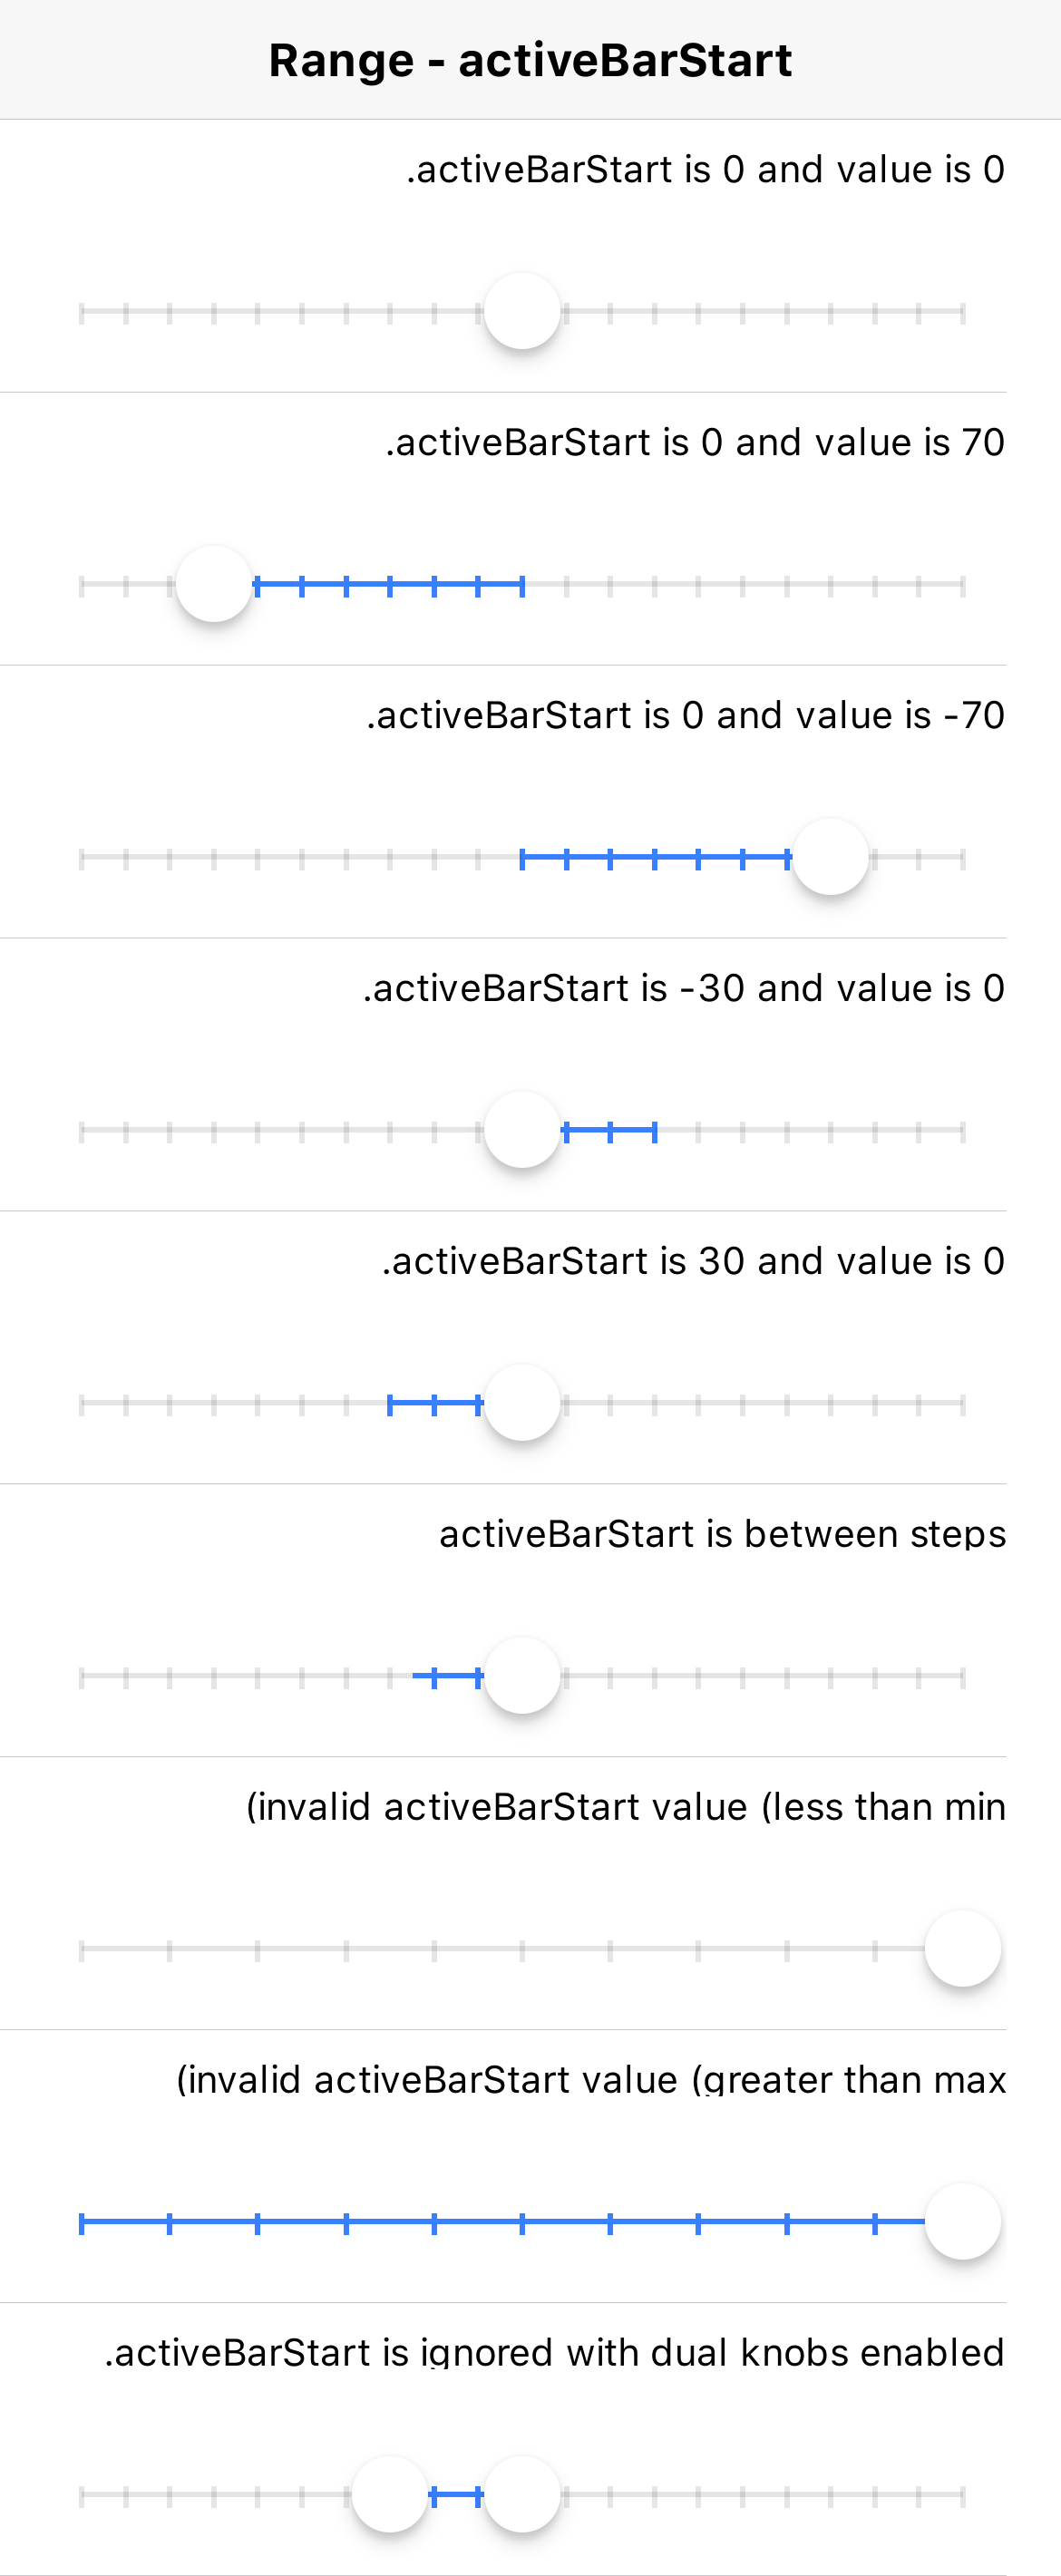 Range - activeBarStart
.activeBarStart is 0 and value is 0
.activeBarStart is 0 and value is 70
.activeBarStart is 0 and value is -70
.activeBarStart is -30 and value is 0
.activeBarStart is 30 and value is 0
activeBarStart is between steps
(invalid activeBarStart value (less than min
(invalid activeBarStart value (greater than max
.activeBarStart is ignored with dual knobs enabled